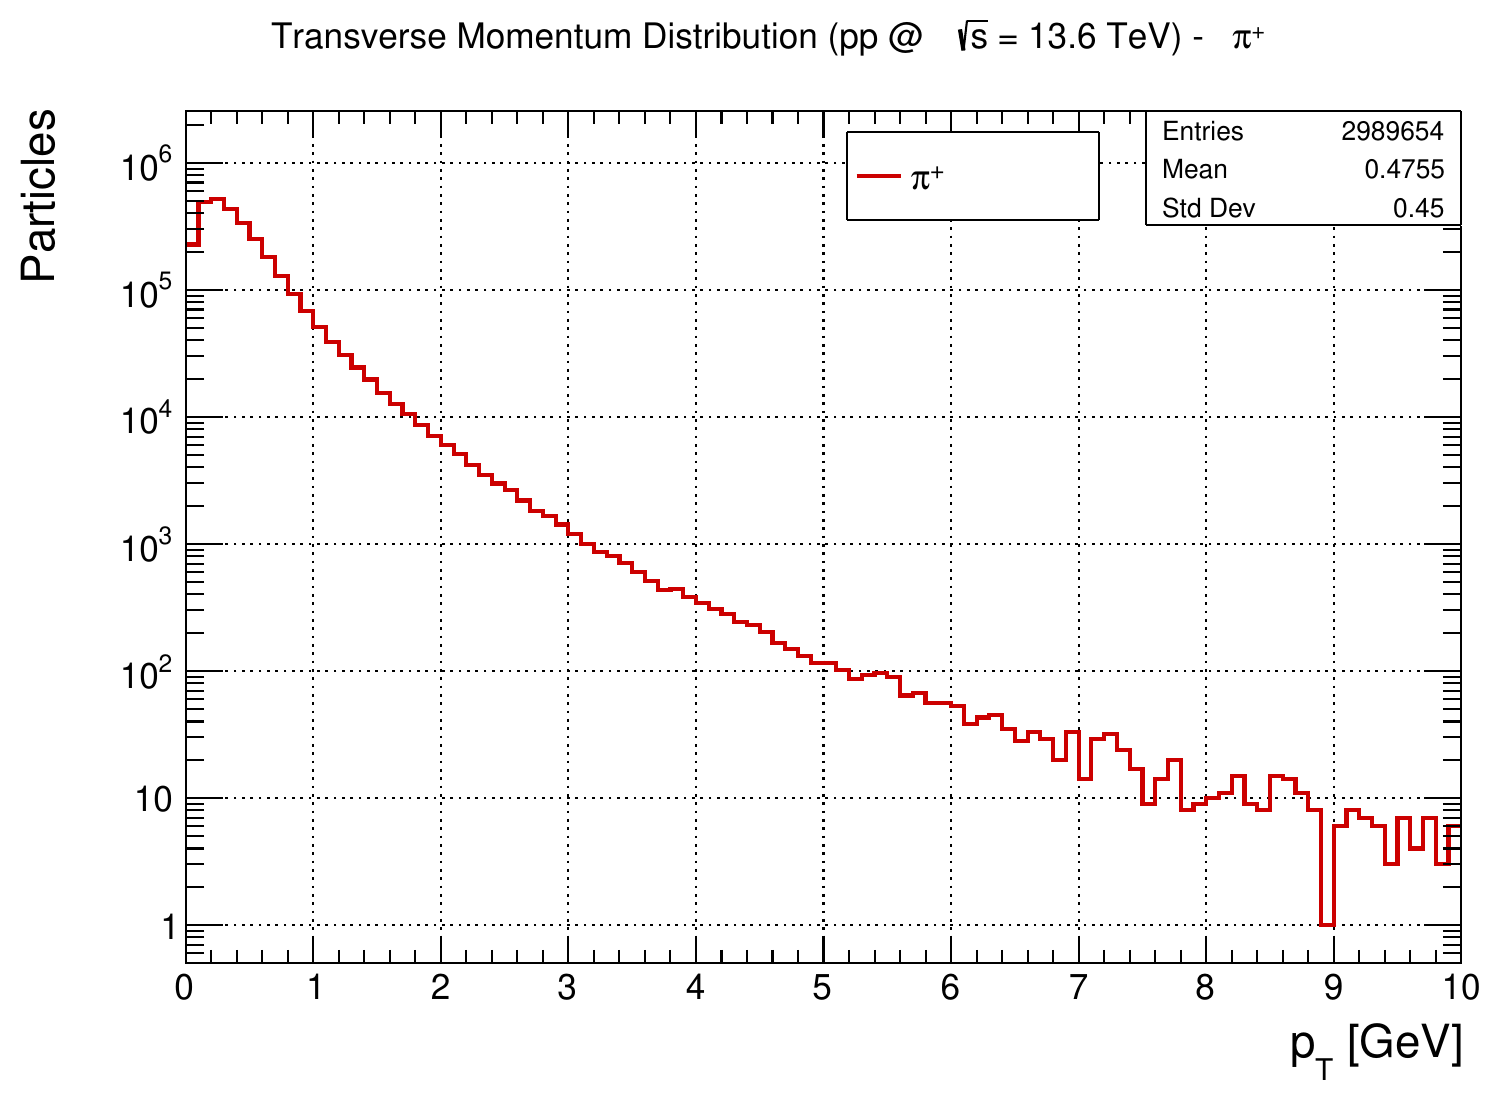 Transverse Momentum Distribution (pp @ √s = 13.6 TeV) - π⁺
Particles
Entries 2989654
Mean 0.4755
Std Dev 0.45
π⁺
10⁶
10⁵
10⁴
10³
10²
10
1
0 1 2 3 4 5 6 7 8 9 10
p_T [GeV]